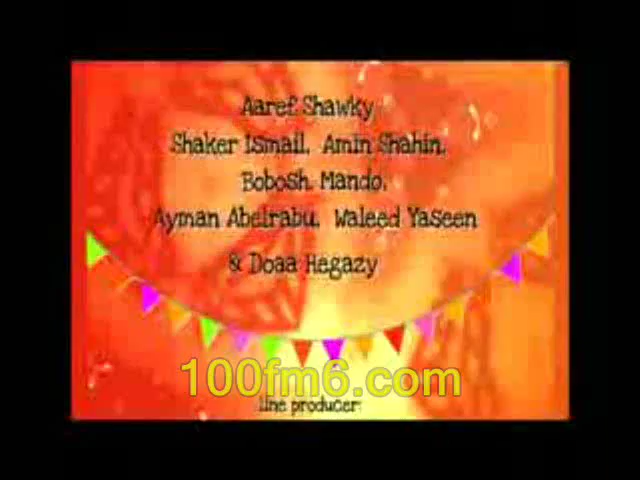 Aaref Shawky
Shaker Ismail, Amin Shahin,
Bobosh, Mando,
Ayman Abelrabu, Waleed Yaseen
& Doaa Hegazy
100fm6.com
Line producer: